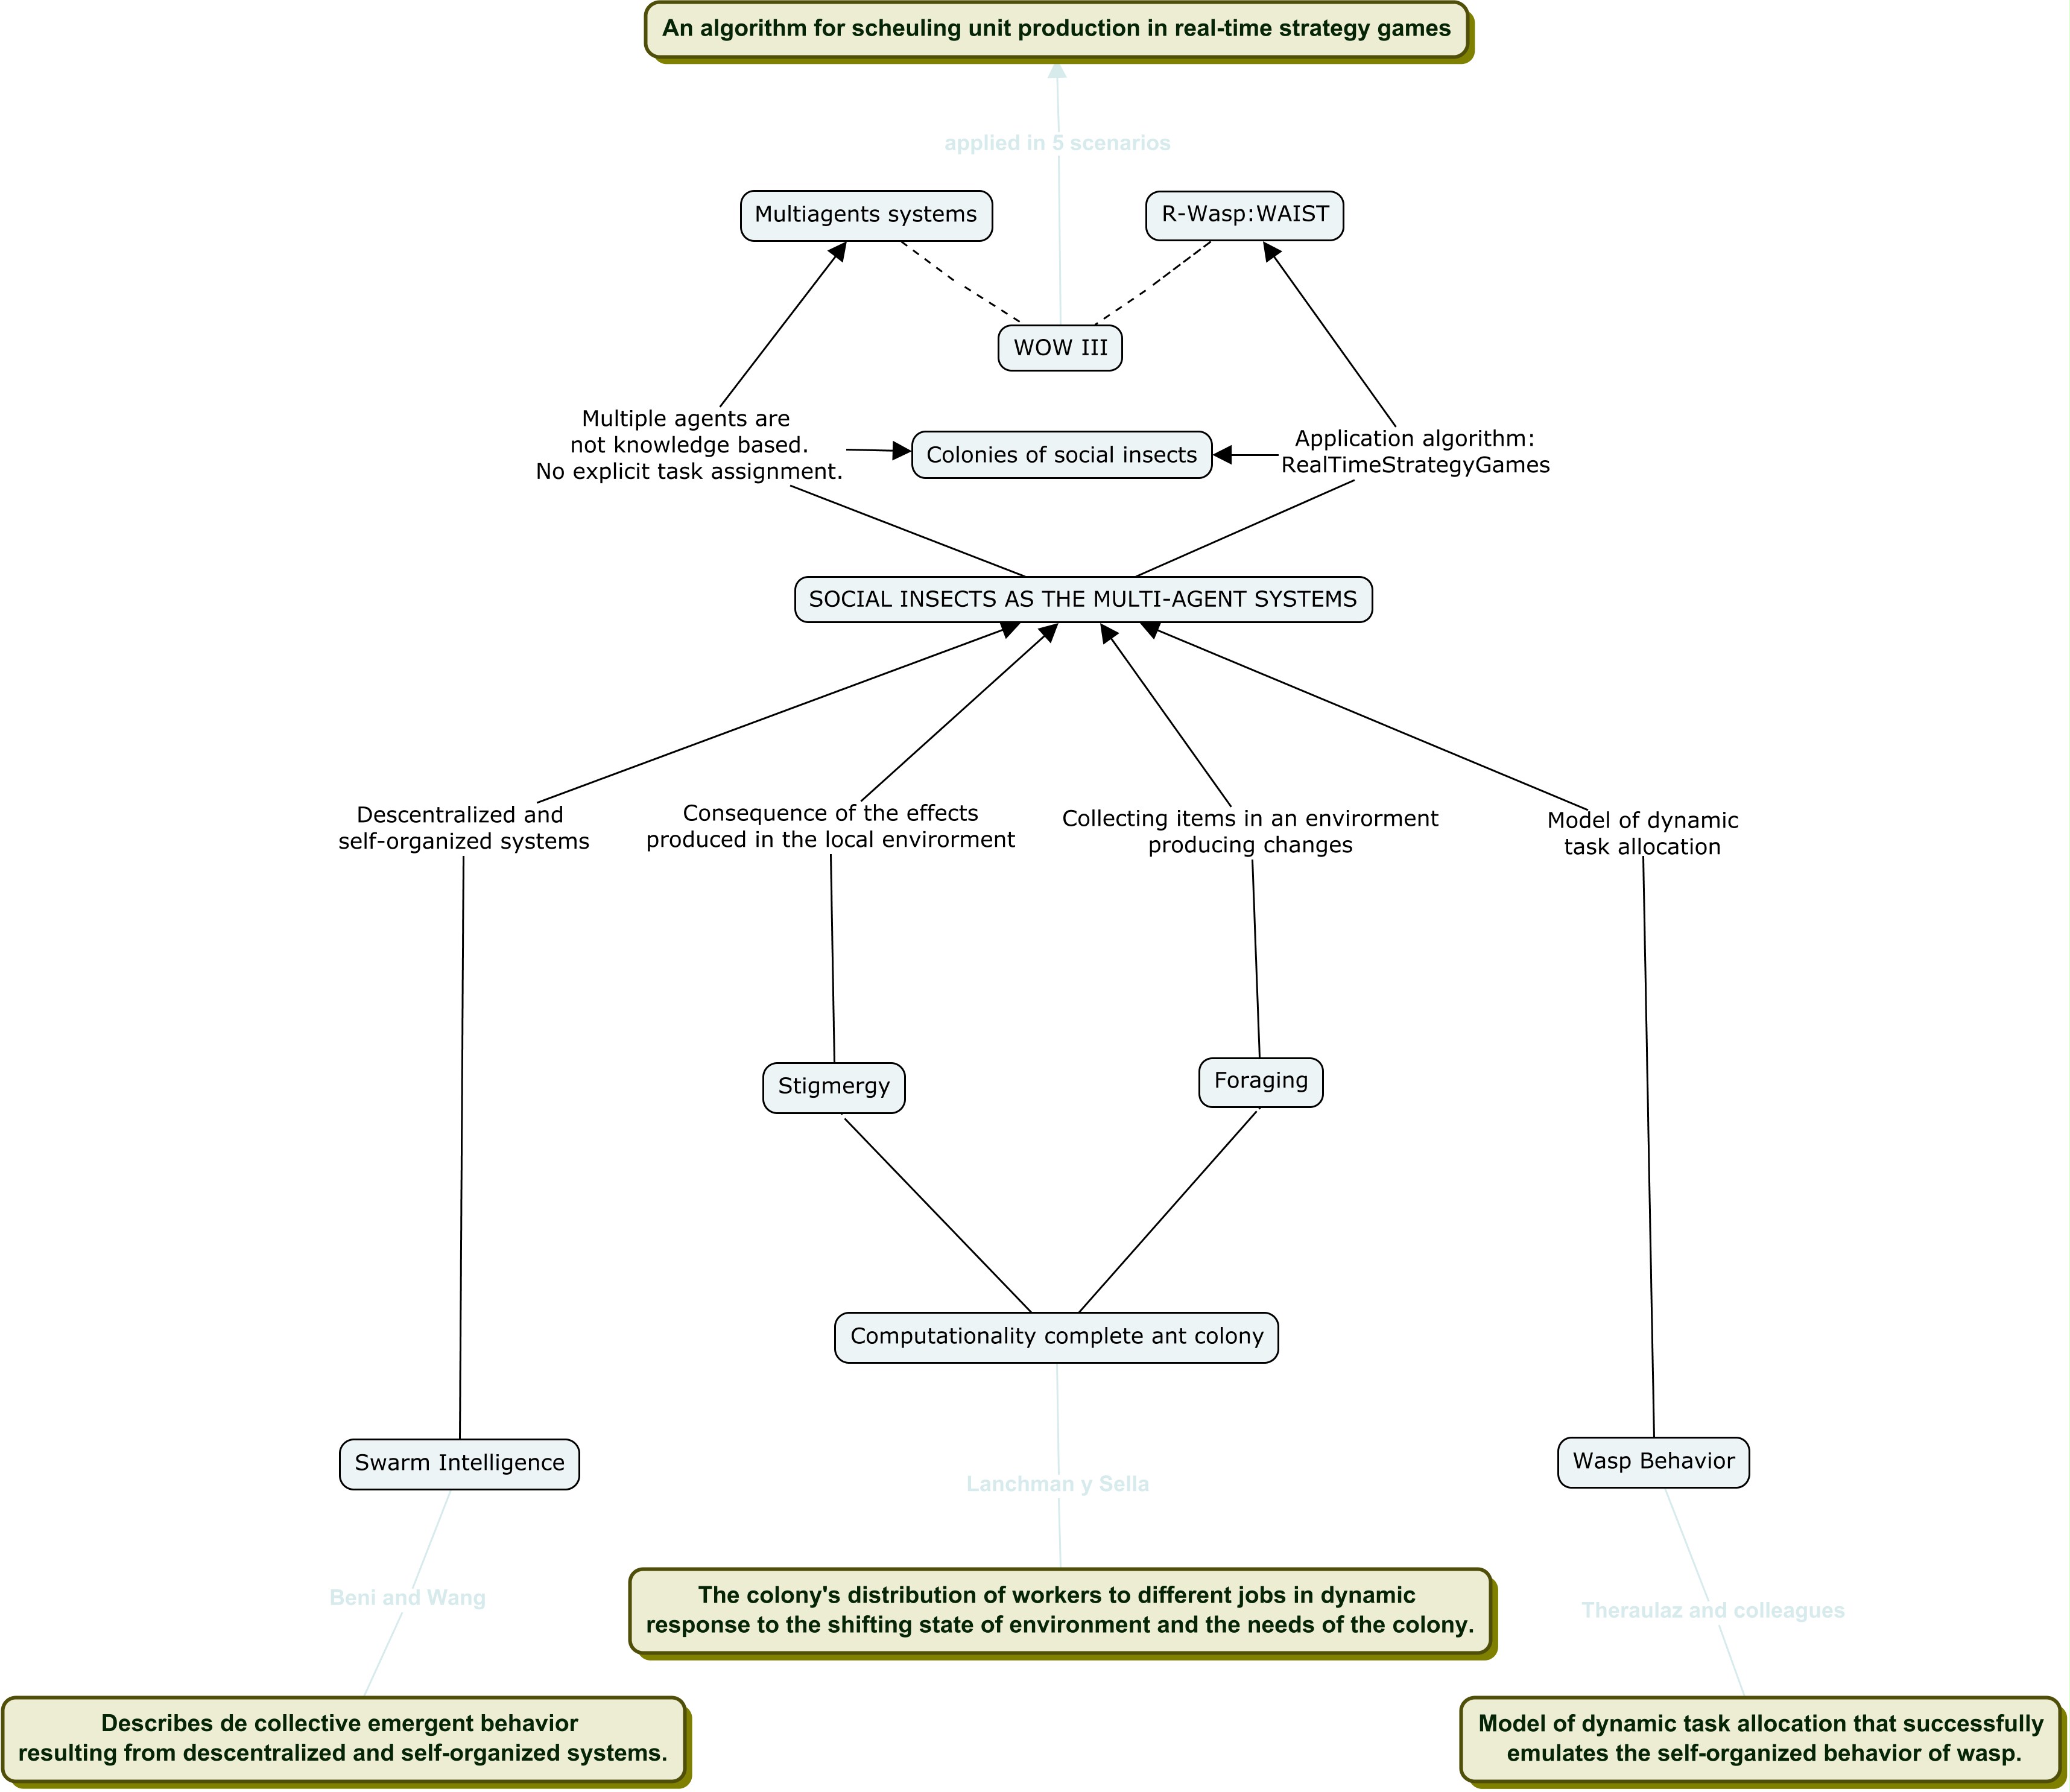 An algorithm for scheuling unit production in real-time strategy games
applied in 5 scenarios
Multiagents systems
R-Wasp:WAIST
WOW III
Multiple agents are
not knowledge based.
No explicit task assignment.
Colonies of social insects
Application algorithm:
RealTimeStrategyGames
SOCIAL INSECTS AS THE MULTI-AGENT SYSTEMS
Descentralized and
self-organized systems
Consequence of the effects
produced in the local envirorment
Collecting items in an envirorment
producing changes
Model of dynamic
task allocation
Stigmergy
Foraging
Computationality complete ant colony
Swarm Intelligence
Wasp Behavior
Lanchman y Sella
Beni and Wang
Theraulaz and colleagues
The colony's distribution of workers to different jobs in dynamic
response to the shifting state of environment and the needs of the colony.
Describes de collective emergent behavior
resulting from descentralized and self-organized systems.
Model of dynamic task allocation that successfully
emulates the self-organized behavior of wasp.